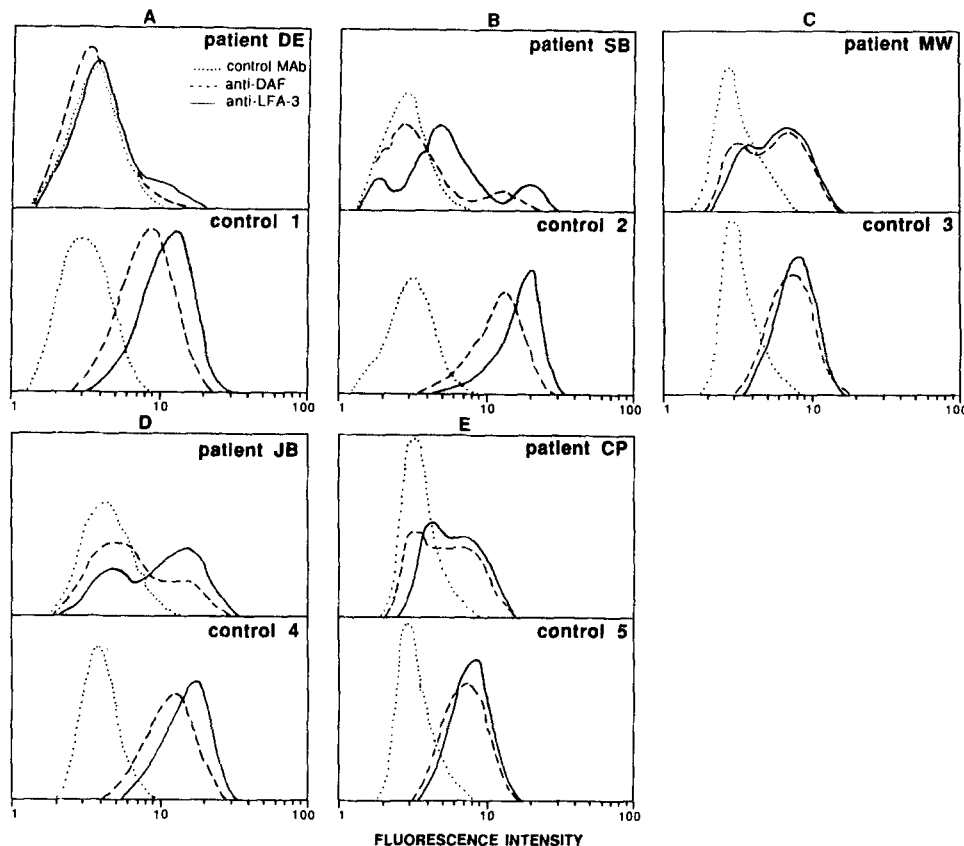 A
patient DE
control MAb
anti-DAF
anti-LFA-3
control 1
1
10
100
B
patient SB
control 2
1
10
100
C
patient MW
control 3
1
10
100
D
patient JB
control 4
1
10
100
E
patient CP
control 5
1
10
100
FLUORESCENCE INTENSITY